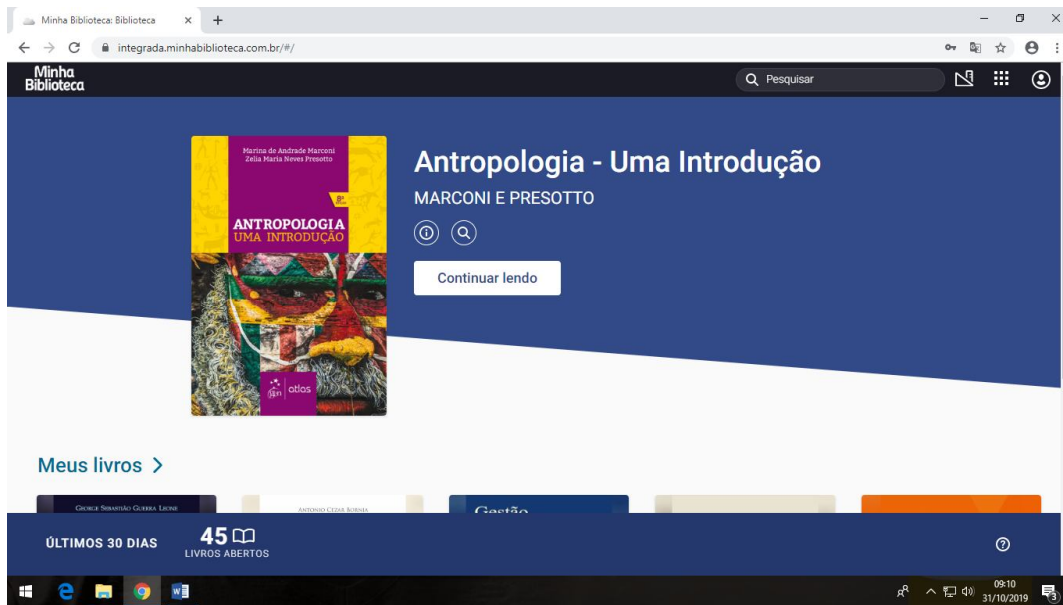 Minha Biblioteca: Biblioteca
integrada.minhabiblioteca.com.br/#/
Minha
Biblioteca
Pesquisar
Marina de Andrade Marconi
Zelia Maria Neves Presotto
8ª
ANTROPOLOGIA
UMA INTRODUÇÃO
atlas
Antropologia - Uma Introdução
MARCONI E PRESOTTO
Continuar lendo
Meus livros
George Sebastião Guerra Leone
Antonio Cezar Bornia
Gestão
ÚLTIMOS 30 DIAS
45
LIVROS ABERTOS
09:10
31/10/2019
3